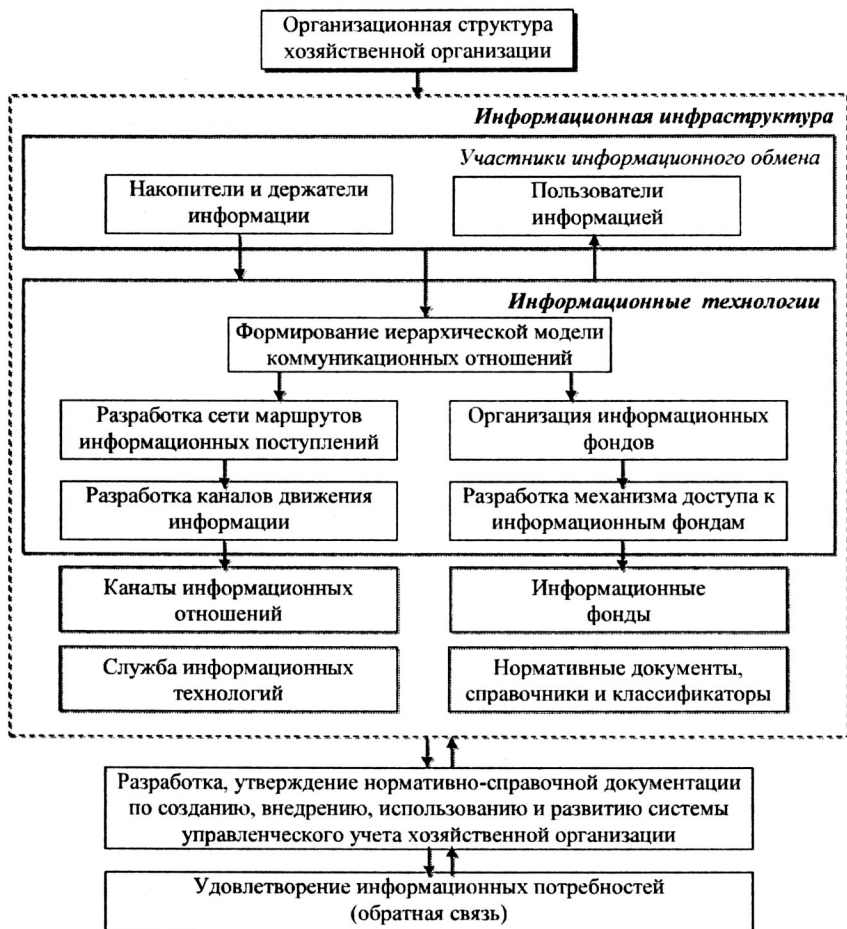 Организационная структура
хозяйственной организации
Информационная инфраструктура
Участники информационного обмена
Накопители и держатели
информации
Пользователи
информацией
Информационные технологии
Формирование иерархической модели
коммуникационных отношений
Разработка сети маршрутов
информационных поступлений
Организация информационных
фондов
Разработка каналов движения
информации
Разработка механизма доступа к
информационным фондам
Каналы информационных
отношений
Информационные
фонды
Служба информационных
технологий
Нормативные документы,
справочники и классификаторы
Разработка, утверждение нормативно-справочной документации
по созданию, внедрению, использованию и развитию системы
управленческого учета хозяйственной организации
Удовлетворение информационных потребностей
(обратная связь)